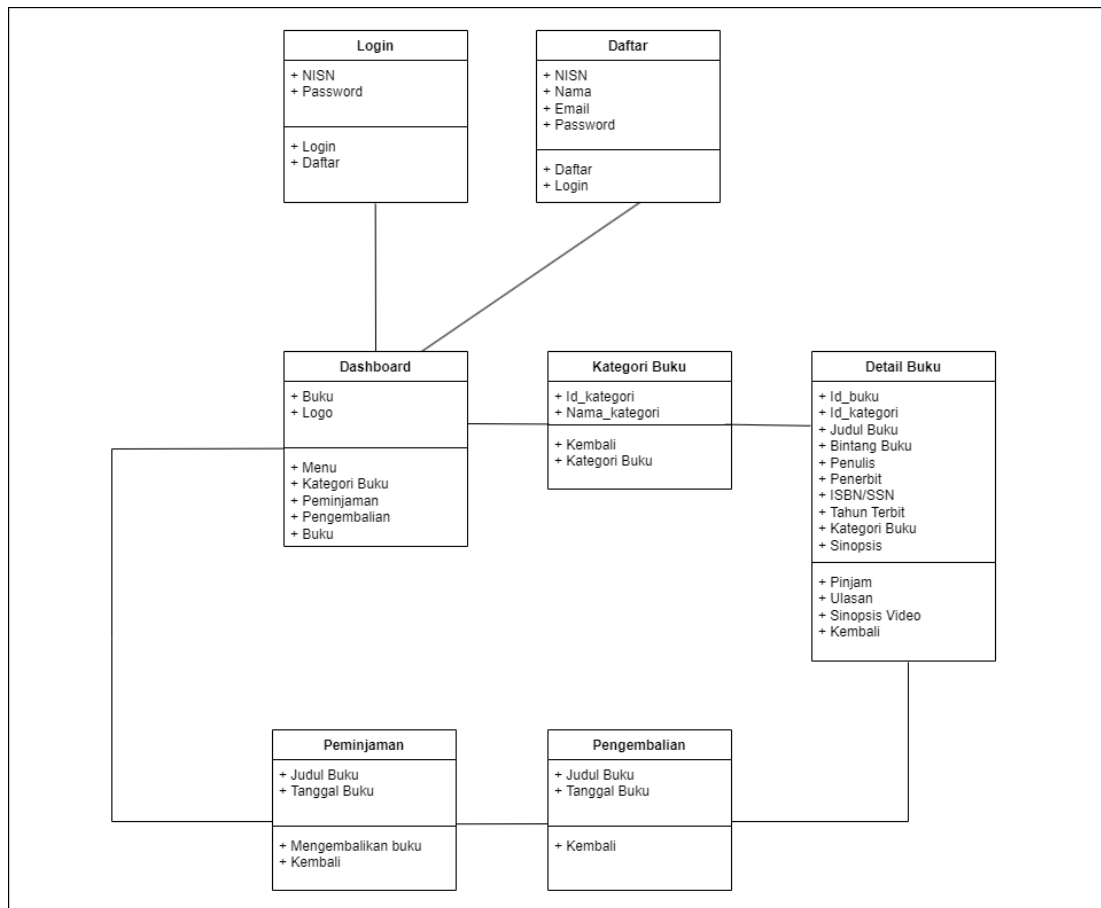 Login
+ NISN
+ Password
+ Login
+ Daftar
Daftar
+ NISN
+ Nama
+ Email
+ Password
+ Daftar
+ Login
Dashboard
+ Buku
+ Logo
+ Menu
+ Kategori Buku
+ Peminjaman
+ Pengembalian
+ Buku
Kategori Buku
+ Id_kategori
+ Nama_kategori
+ Kembali
+ Kategori Buku
Detail Buku
+ Id_buku
+ Id_kategori
+ Judul Buku
+ Bintang Buku
+ Penulis
+ Penerbit
+ ISBN/SSN
+ Tahun Terbit
+ Kategori Buku
+ Sinopsis
+ Pinjam
+ Ulasan
+ Sinopsis Video
+ Kembali
Peminjaman
+ Judul Buku
+ Tanggal Buku
+ Mengembalikan buku
+ Kembali
Pengembalian
+ Judul Buku
+ Tanggal Buku
+ Kembali